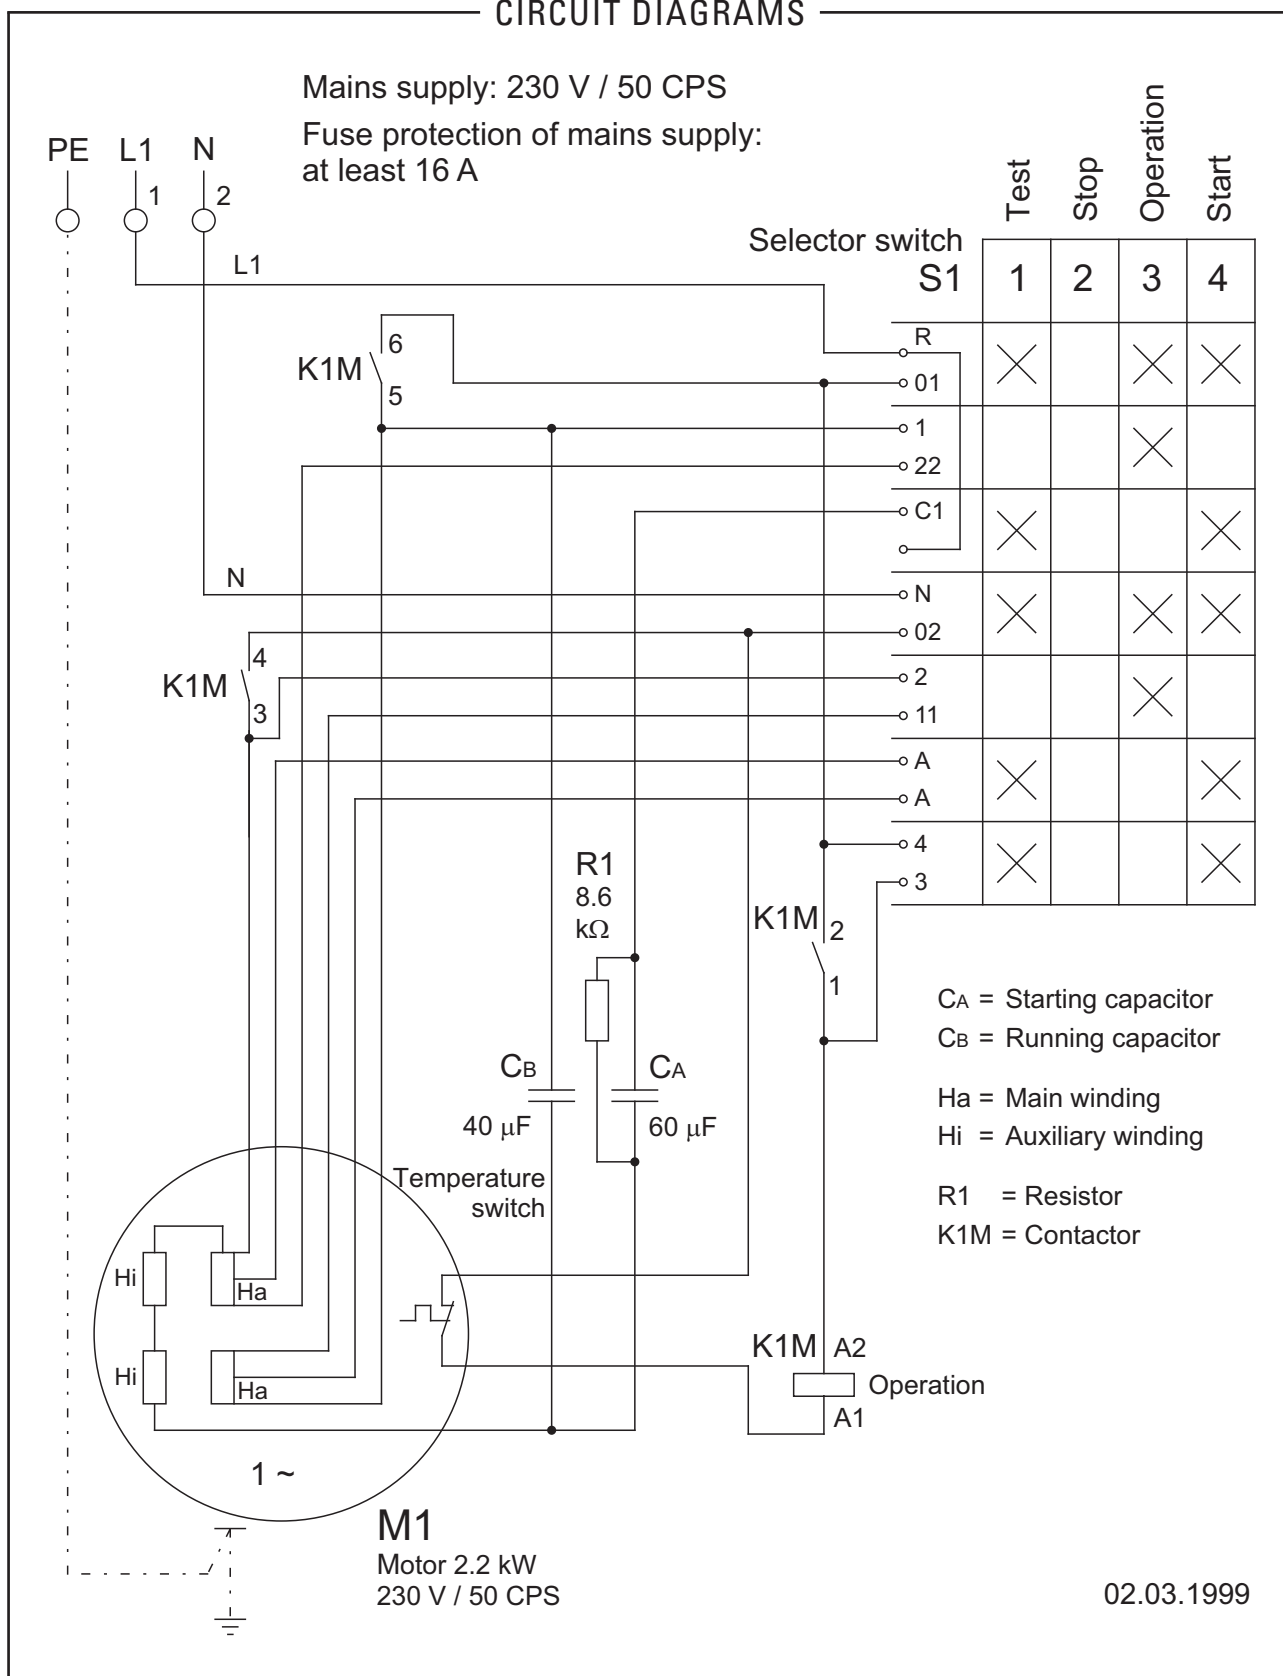 CIRCUIT DIAGRAMS
Mains supply: 230 V / 50 CPS
Fuse protection of mains supply:
at least 16 A
PE L1 N
1 2
Test
Stop
Operation
Start
Selector switch
S1 1 2 3 4
L1
R
01
6
K1M
5
1
22
C1
N
N
02
4
K1M
3
2
11
A
A
4
3
R1
8.6
kΩ
K1M 2
1
CA = Starting capacitor
CB = Running capacitor
Ha = Main winding
Hi = Auxiliary winding
R1 = Resistor
K1M = Contactor
CB
40 µF
CA
60 µF
Temperature
switch
Hi
Ha
Hi
Ha
K1M A2
Operation
A1
1 ~
M1
Motor 2.2 kW
230 V / 50 CPS
02.03.1999